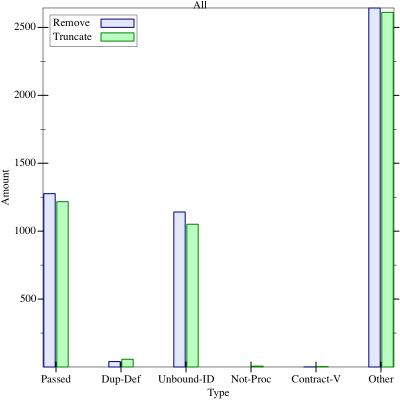 All
Remove
Truncate
2500
2000
1500
1000
500
Amount
Passed Dup-Def Unbound-ID Not-Proc Contract-V Other
Type